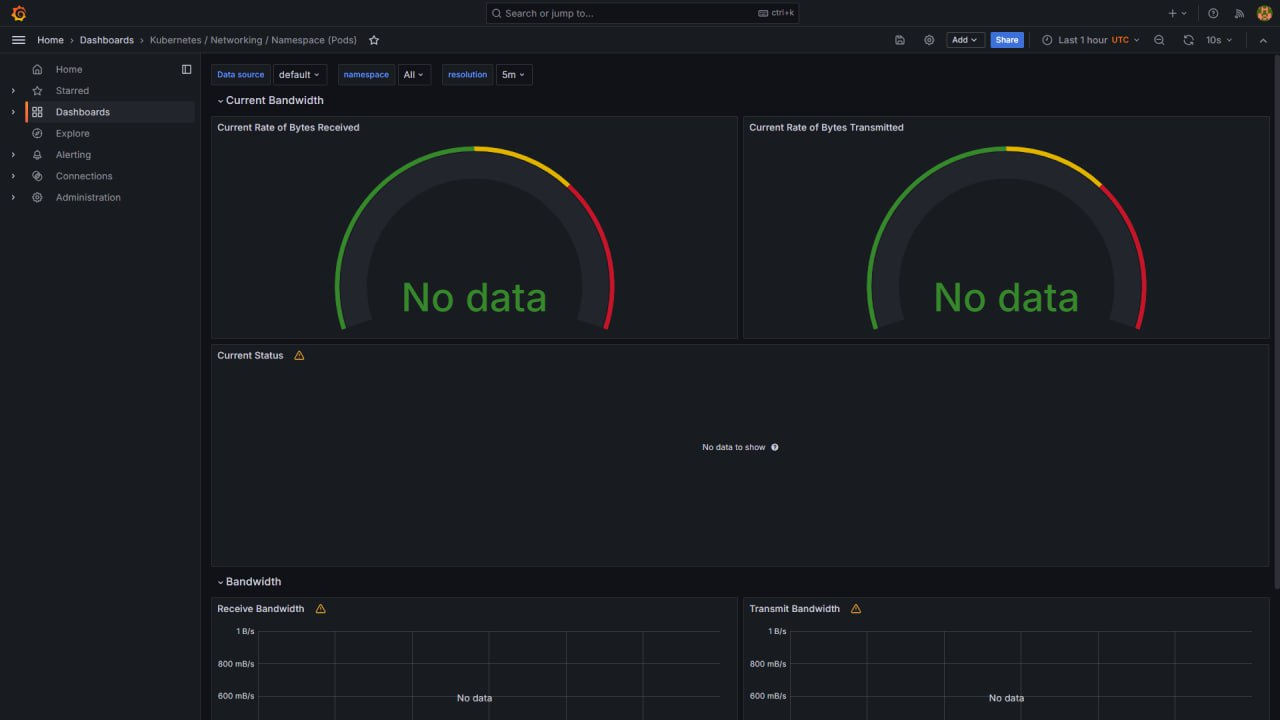 Search or jump to...
ctrl+k
Home › Dashboards › Kubernetes / Networking / Namespace (Pods)
Add
Share
Last 1 hour UTC
10s
Home
Starred
Dashboards
Explore
Alerting
Connections
Administration
Data source default namespace All resolution 5m
Current Bandwidth
Current Rate of Bytes Received
No data
Current Rate of Bytes Transmitted
No data
Current Status
No data to show
Bandwidth
Receive Bandwidth
1 B/s
800 mB/s
600 mB/s
No data
Transmit Bandwidth
1 B/s
800 mB/s
600 mB/s
No data